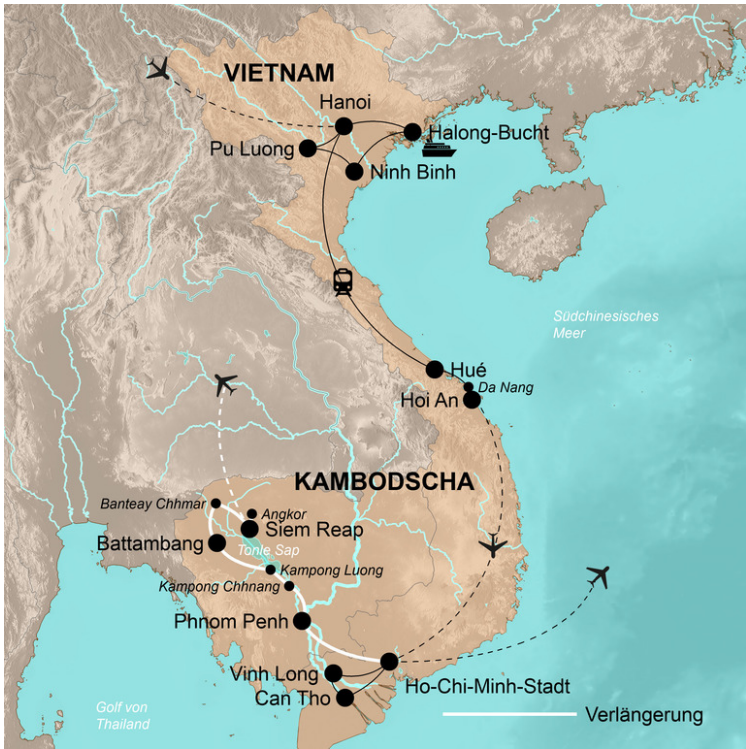 VIETNAM
Hanoi
Halong-Bucht
Pu Luong
Ninh Binh
Südchinesisches
Meer
Hué
Da Nang
Hoi An
KAMBODSCHA
Banteay Chhmar
Angkor
Siem Reap
Battambang
Tonle Sap
Kampong Luong
Kampong Chhnang
Phnom Penh
Vinh Long
Ho-Chi-Minh-Stadt
Can Tho
Golf von
Thailand
Verlängerung